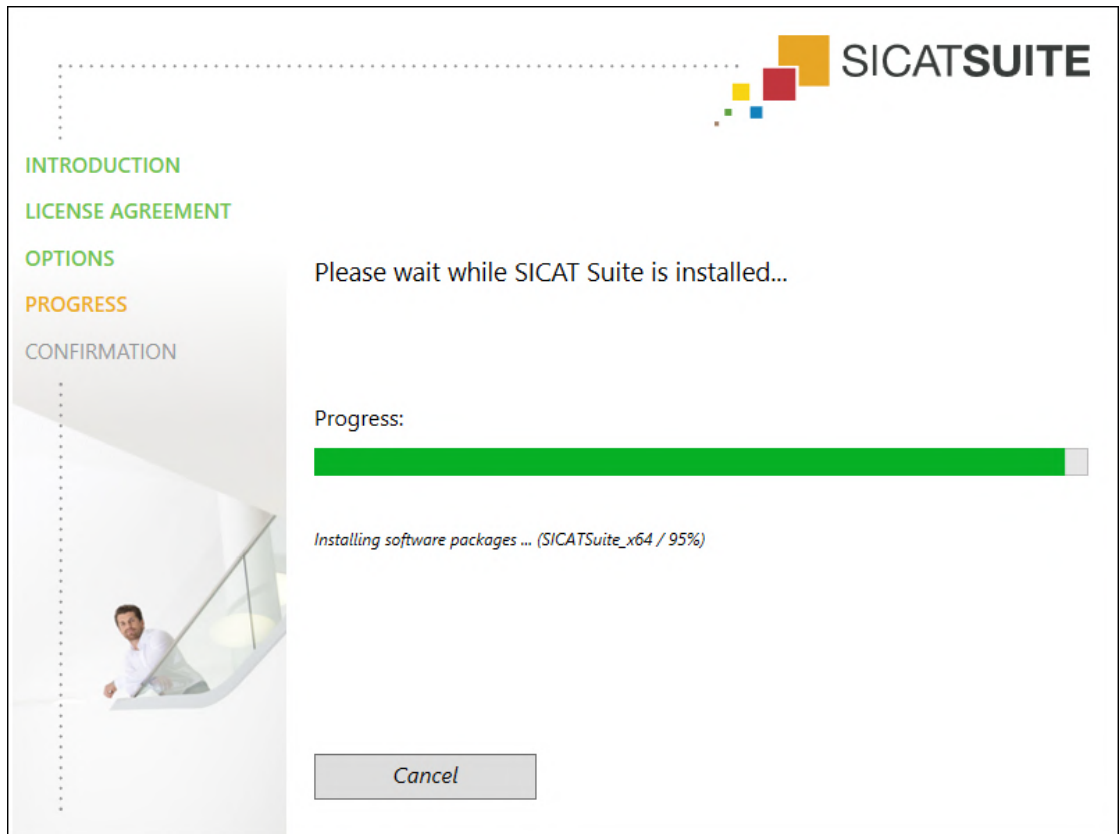 SICATSUITE
INTRODUCTION
LICENSE AGREEMENT
OPTIONS
PROGRESS
CONFIRMATION
Please wait while SICAT Suite is installed...
Progress:
Installing software packages ... (SICATSuite_x64 / 95%)
Cancel